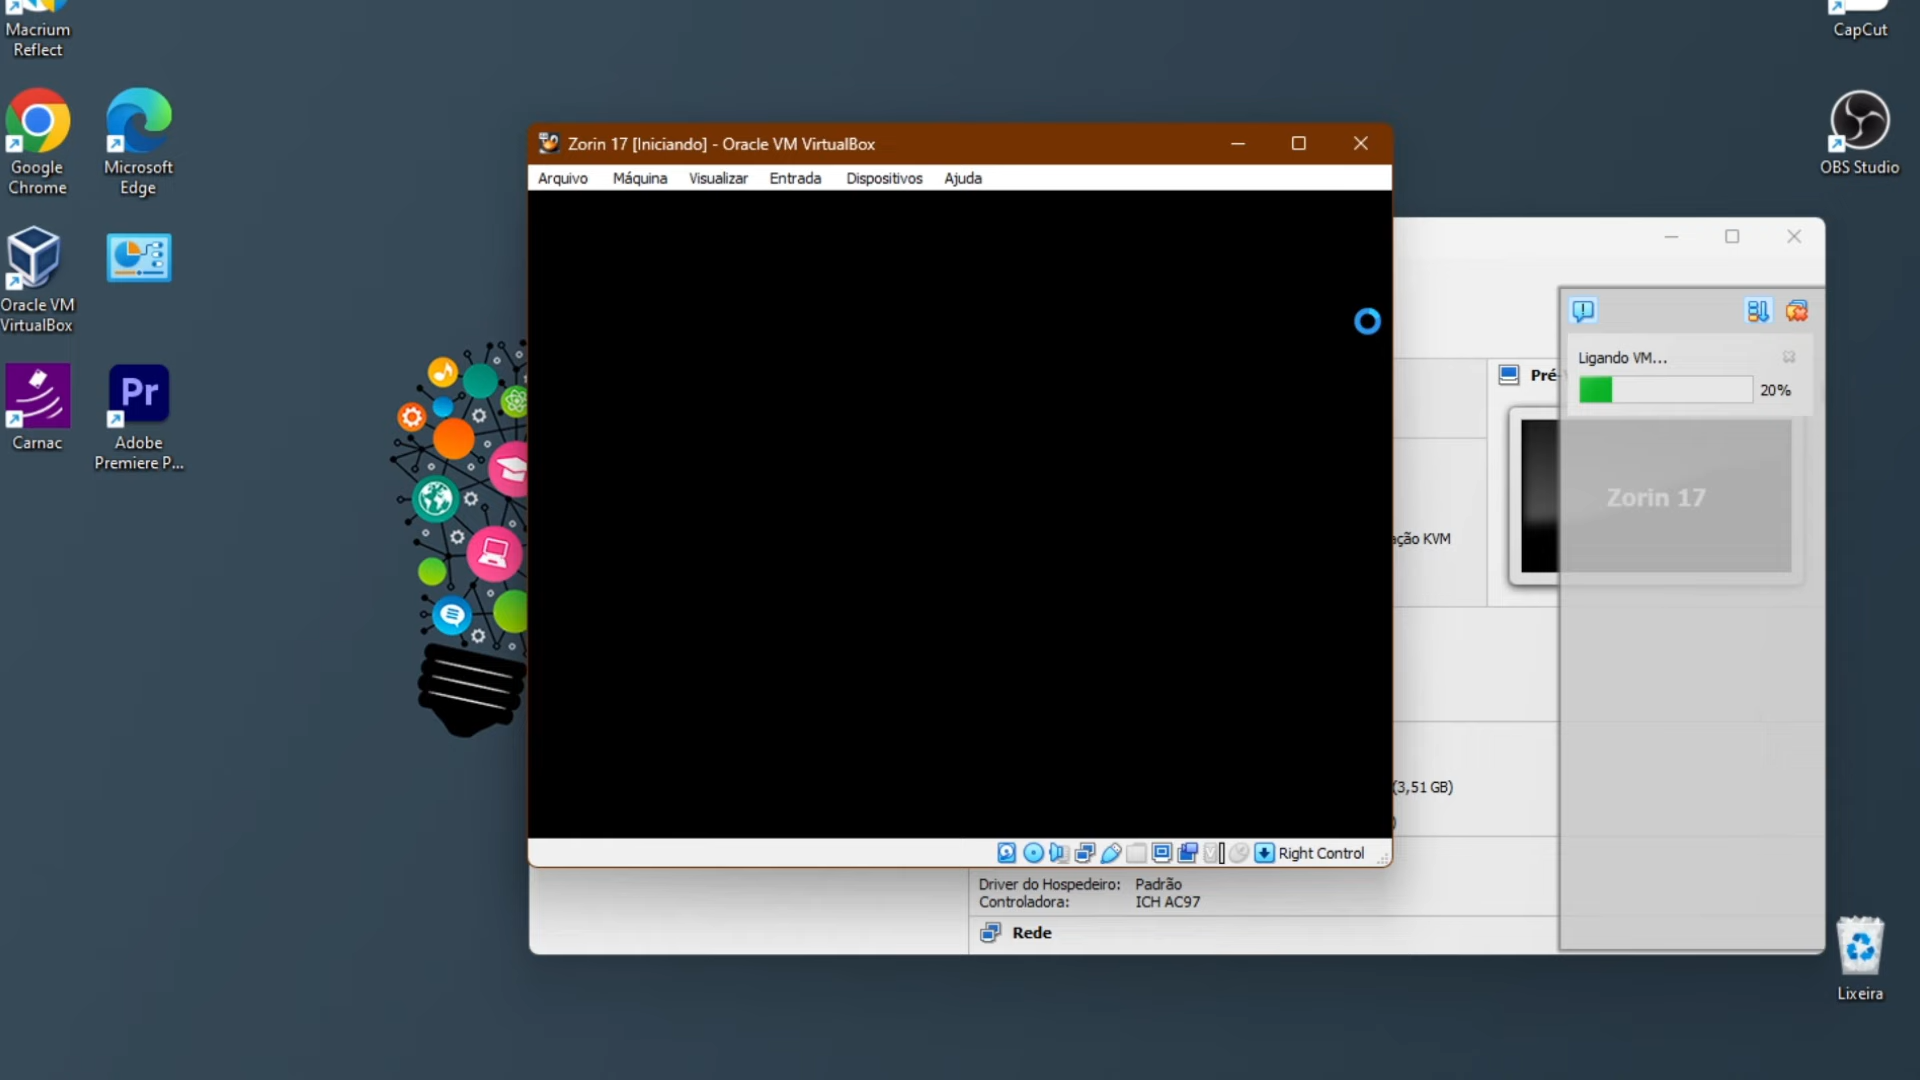 Macrium
Reflect
Google
Chrome
Microsoft
Edge
Oracle VM
VirtualBox
Carnac
Pr
Adobe
Premiere P...
CapCut
OBS Studio
Lixeira
Zorin 17 [Iniciando] - Oracle VM VirtualBox
Arquivo Máquina Visualizar Entrada Dispositivos Ajuda
Right Control
Ligando VM...
20%
Pré-
Zorin 17
ação KVM
(3,51 GB)
Driver do Hospedeiro: Padrão
Controladora: ICH AC97
Rede